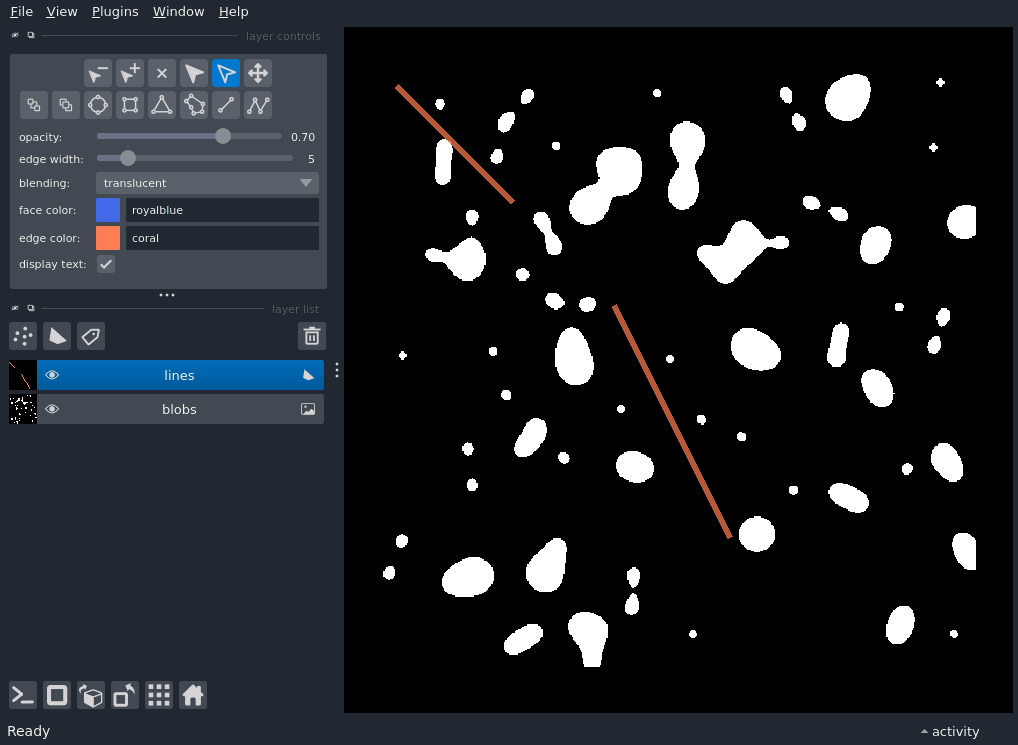 File View Plugins Window Help
layer controls
opacity: 0.70
edge width: 5
blending: translucent
face color: royalblue
edge color: coral
display text:
layer list
lines
blobs
Ready activity